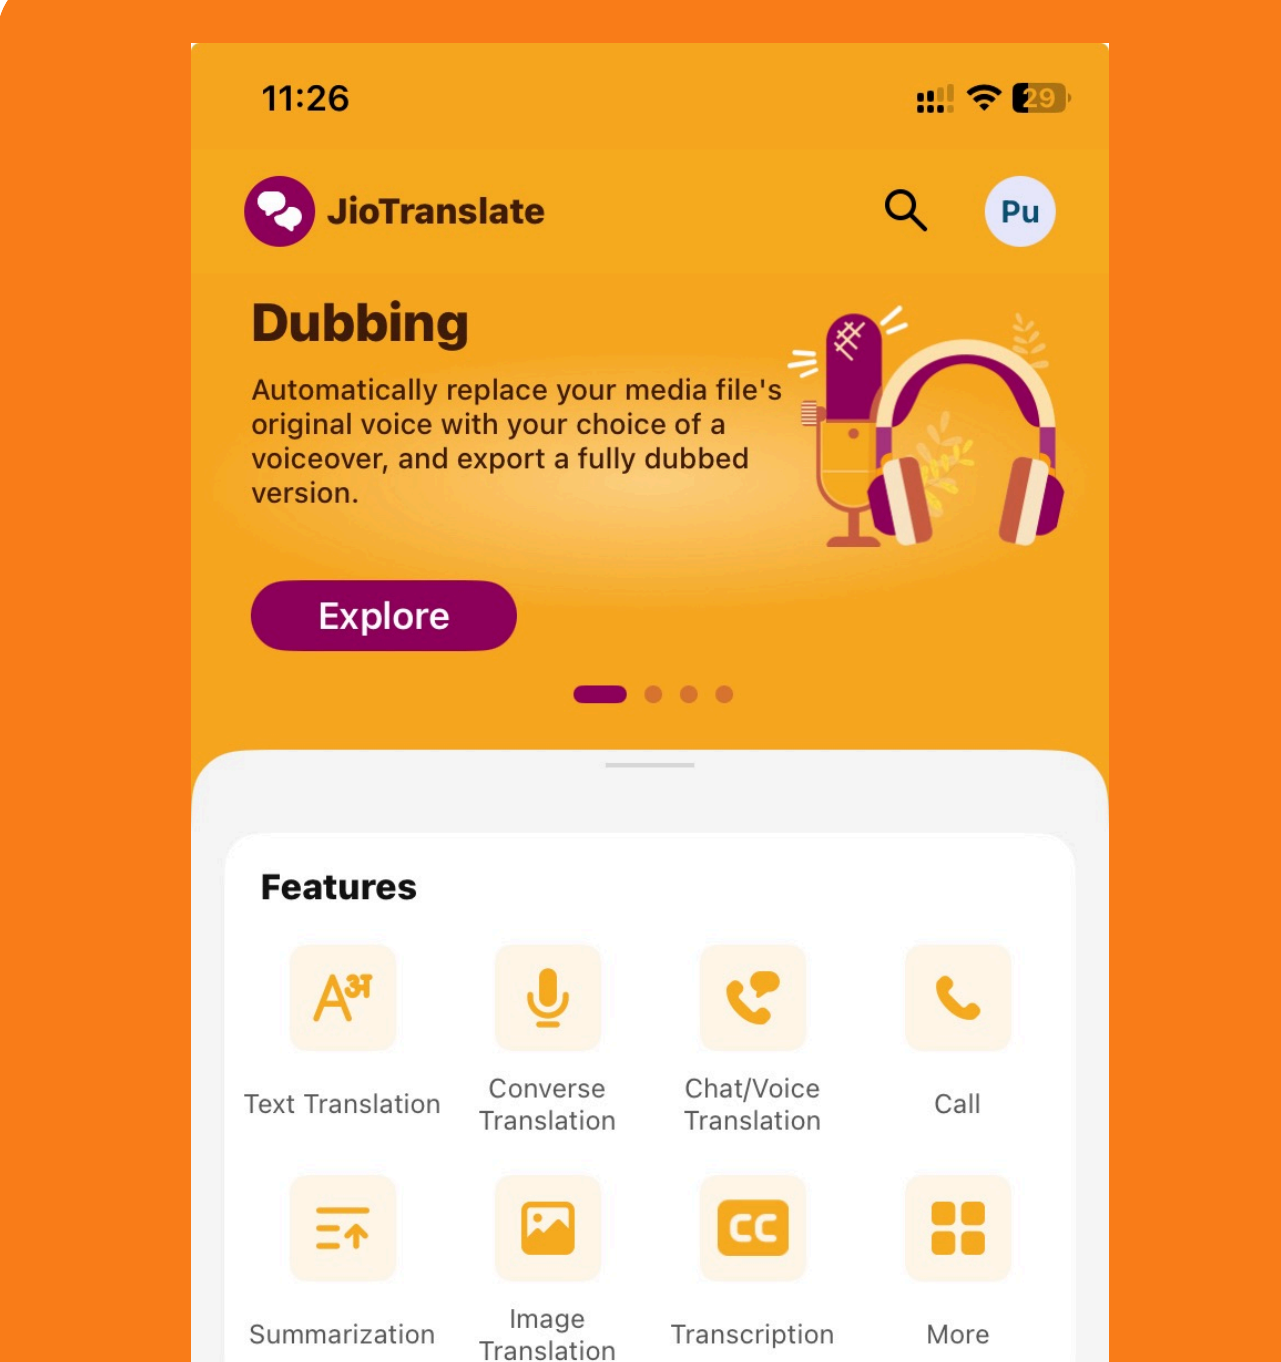 11:26
29
JioTranslate
Pu
Dubbing
Automatically replace your media file's
original voice with your choice of a
voiceover, and export a fully dubbed
version.
Explore
Features
Aअ
Text Translation
Converse
Translation
Chat/Voice
Translation
Call
CC
Summarization
Image
Translation
Transcription
More